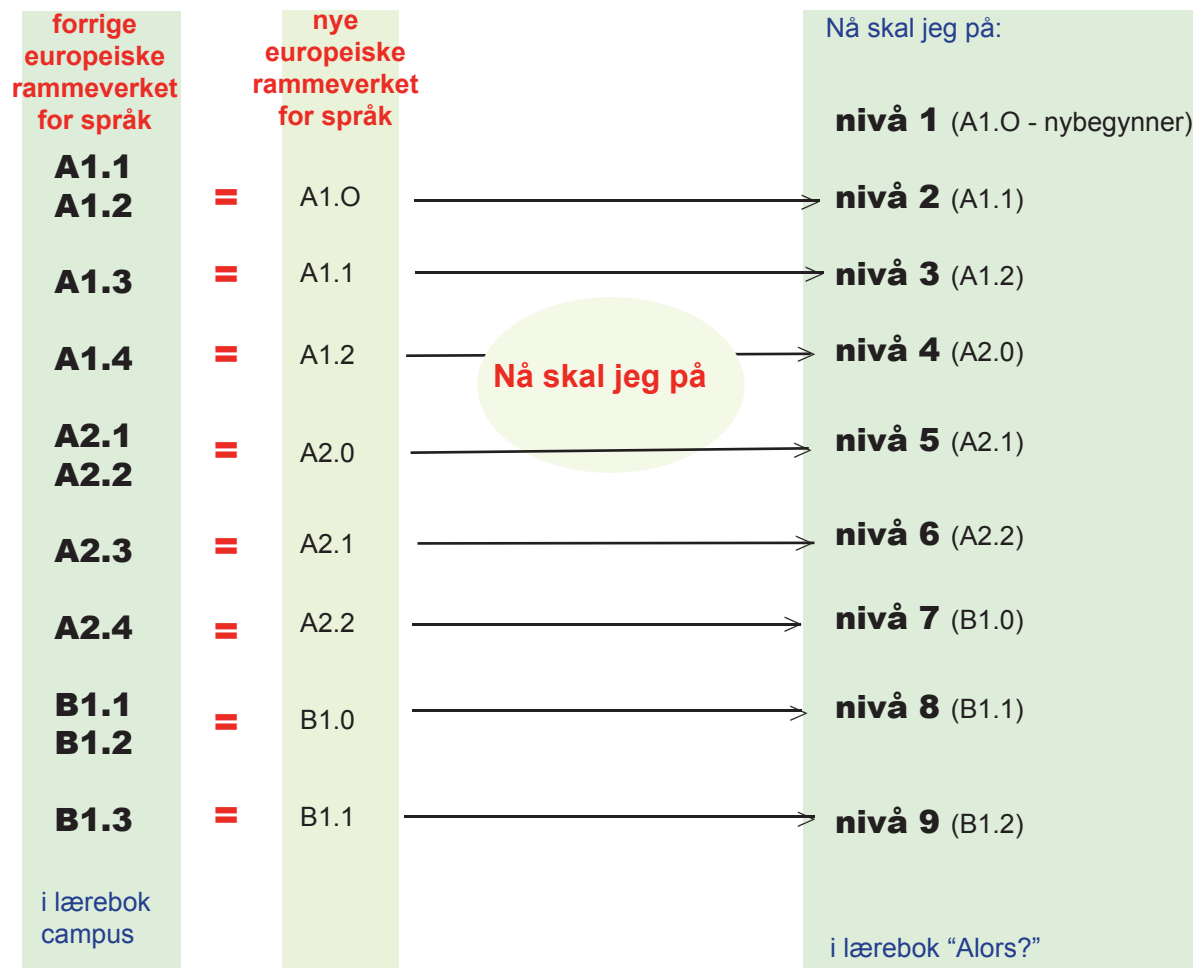 forrige
europeiske
rammeverket
for språk
nye
europeiske
rammeverket
for språk
Nå skal jeg på:
nivå 1 (A1.O - nybegynner)
A1.1
A1.2
=
A1.O
nivå 2 (A1.1)
A1.3
=
A1.1
nivå 3 (A1.2)
A1.4
=
A1.2
Nå skal jeg på
nivå 4 (A2.0)
A2.1
A2.2
=
A2.0
nivå 5 (A2.1)
A2.3
=
A2.1
nivå 6 (A2.2)
A2.4
=
A2.2
nivå 7 (B1.0)
B1.1
B1.2
=
B1.0
nivå 8 (B1.1)
B1.3
=
B1.1
nivå 9 (B1.2)
i lærebok
campus
i lærebok “Alors?”